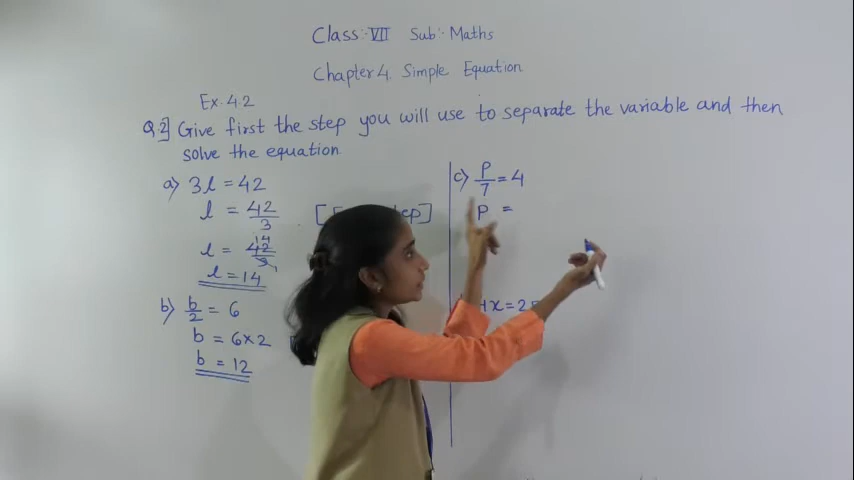 Class:- VII Sub:- Maths
Chapter 4. Simple Equation
Ex. 4.2
Q.2] Give first the step you will use to separate the variable and then
solve the equation.
a) 3l = 42
l = 42/3
l = 42/3 14
l = 14
b) b/2 = 6
b = 6×2
b = 12
c) p/7 = 4
p =
x = 2